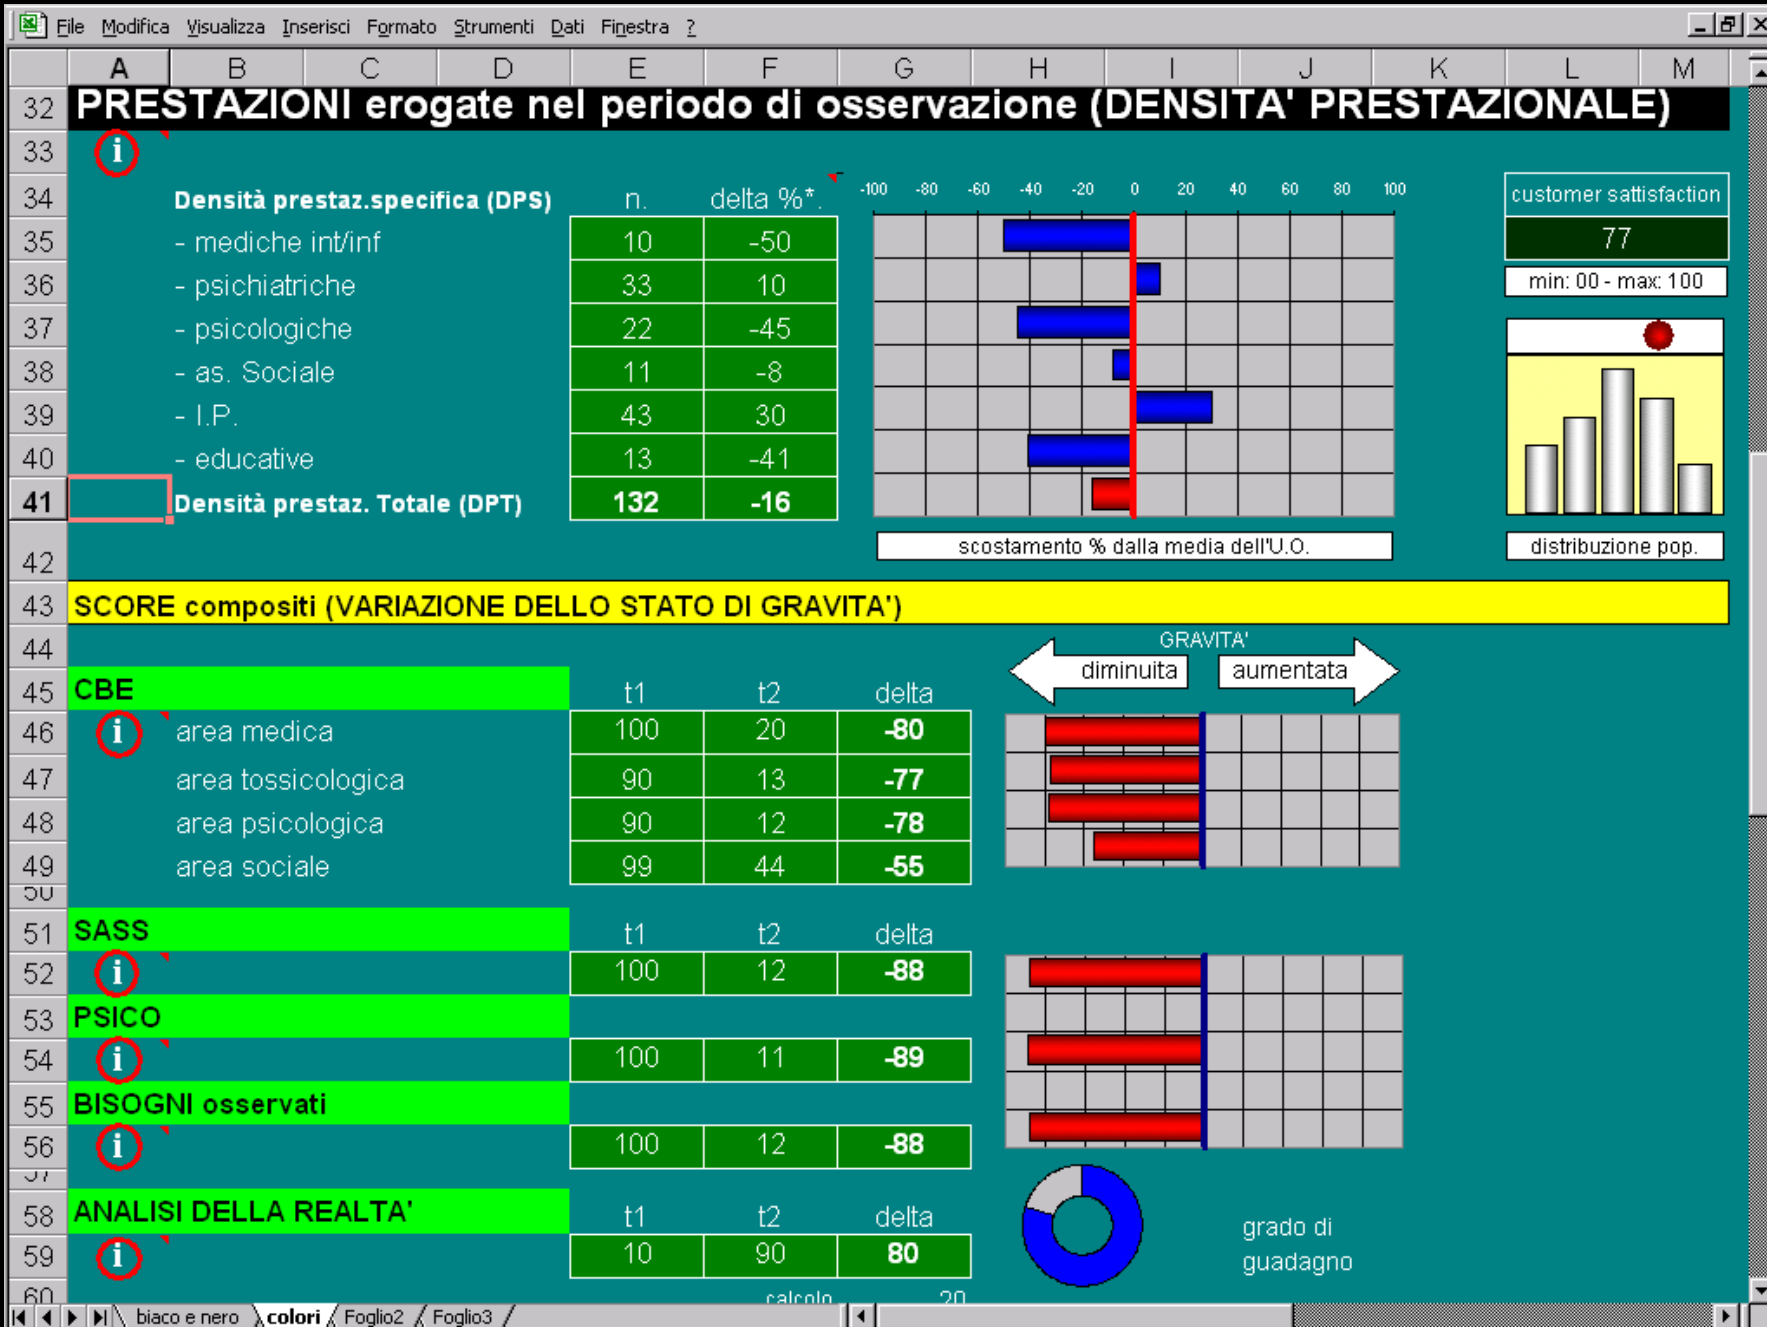 File Modifica Visualizza Inserisci Formato Strumenti Dati Finestra ?
A B C D E F G H I J K L M
32 PRESTAZIONI erogate nel periodo di osservazione (DENSITA' PRESTAZIONALE)
33 i
34 Densità prestaz.specifica (DPS) n. delta %*. -100 -80 -60 -40 -20 0 20 40 60 80 100 customer sattisfaction
35 - mediche int/inf 10 -50 77
36 - psichiatriche 33 10 min: 00 - max: 100
37 - psicologiche 22 -45
38 - as. Sociale 11 -8
39 - I.P. 43 30
40 - educative 13 -41
41 Densità prestaz. Totale (DPT) 132 -16
42 scostamento % dalla media dell'U.O. distribuzione pop.
43 SCORE compositi (VARIAZIONE DELLO STATO DI GRAVITA')
44 GRAVITA'
diminuita aumentata
45 CBE t1 t2 delta
46 i area medica 100 20 -80
47 area tossicologica 90 13 -77
48 area psicologica 90 12 -78
49 area sociale 99 44 -55
50
51 SASS t1 t2 delta
52 i 100 12 -88
53 PSICO
54 i 100 11 -89
55 BISOGNI osservati
56 i 100 12 -88
57
58 ANALISI DELLA REALTA' t1 t2 delta grado di
59 i 10 90 80 guadagno
60 calcolo 20
biaco e nero colori Foglio2 Foglio3